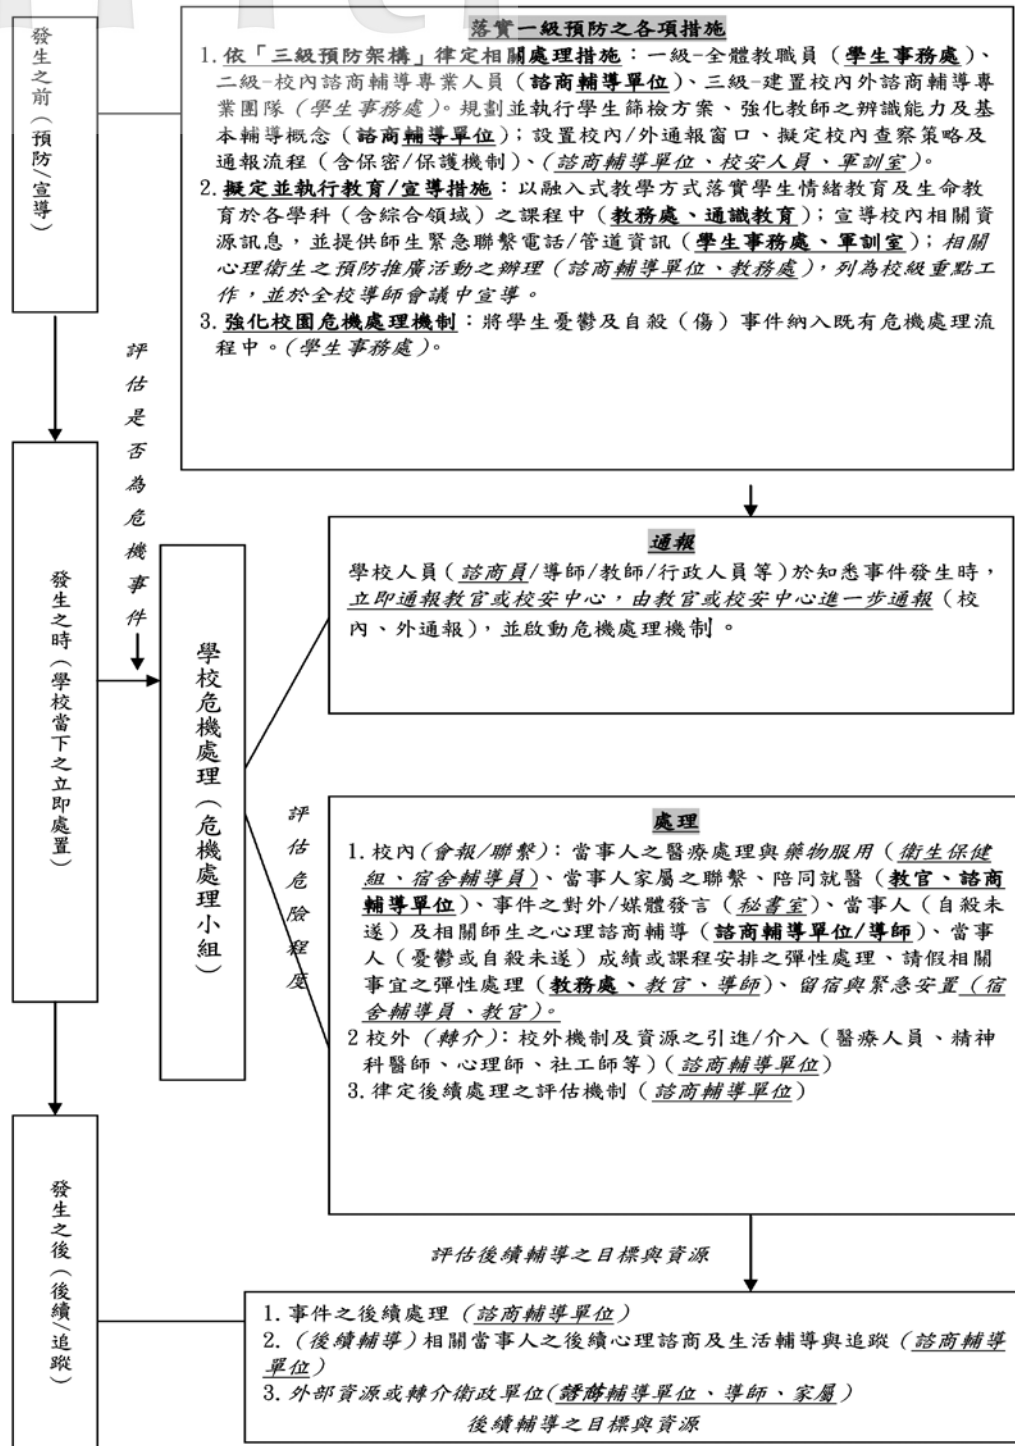 發生之前（預防/宣導）
落實一級預防之各項措施
1. 依「三級預防架構」律定相關處理措施：一級-全體教職員（學生事務處）、
二級-校內諮商輔導專業人員（諮商輔導單位）、三級-建置校內外諮商輔導專
業團隊（學生事務處）。規劃並執行學生篩檢方案、強化教師之辨識能力及基
本輔導概念（諮商輔導單位）；設置校內/外通報窗口、擬定校內查察策略及
通報流程（含保密/保護機制）、（諮商輔導單位、校安人員、軍訓室）。
2. 擬定並執行教育/宣導措施：以融入式教學方式落實學生情緒教育及生命教
育於各學科（含綜合領域）之課程中（教務處、通識教育）；宣導校內相關資
源訊息，並提供師生緊急聯繫電話/管道資訊（學生事務處、軍訓室）；相關
心理衛生之預防推廣活動之辦理（諮商輔導單位、教務處），列為校級重點工
作，並於全校導師會議中宣導。
3. 強化校園危機處理機制：將學生憂鬱及自殺（傷）事件納入既有危機處理流
程中。（學生事務處）。
評估是否為危機事件
發生之時（學校當下之立即處置）
學校危機處理（危機處理小組）
通報
學校人員（諮商員/導師/教師/行政人員等）於知悉事件發生時，
立即通報教官或校安中心，由教官或校安中心進一步通報（校
內、外通報），並啟動危機處理機制。
評估危險程度
處理
1. 校內（會報/聯繫）：當事人之醫療處理與藥物服用（衛生保健
組、宿舍輔導員）、當事人家屬之聯繫、陪同就醫（教官、諮商
輔導單位）、事件之對外/媒體發言（秘書室）、當事人（自殺未
遂）及相關師生之心理諮商輔導（諮商輔導單位/導師）、當事
人（憂鬱或自殺未遂）成績或課程安排之彈性處理、請假相關
事宜之彈性處理（教務處、教官、導師）、留宿與緊急安置（宿
舍輔導員、教官）。
2 校外（轉介）：校外機制及資源之引進/介入（醫療人員、精神
科醫師、心理師、社工師等）（諮商輔導單位）
3. 律定後續處理之評估機制（諮商輔導單位）
評估後續輔導之目標與資源
發生之後（後續/追蹤）
1. 事件之後續處理（諮商輔導單位）
2.（後續輔導）相關當事人之後續心理諮商及生活輔導與追蹤（諮商輔導
單位）
3. 外部資源或轉介衛政單位（輔導單位、導師、家屬）
後續輔導之目標與資源